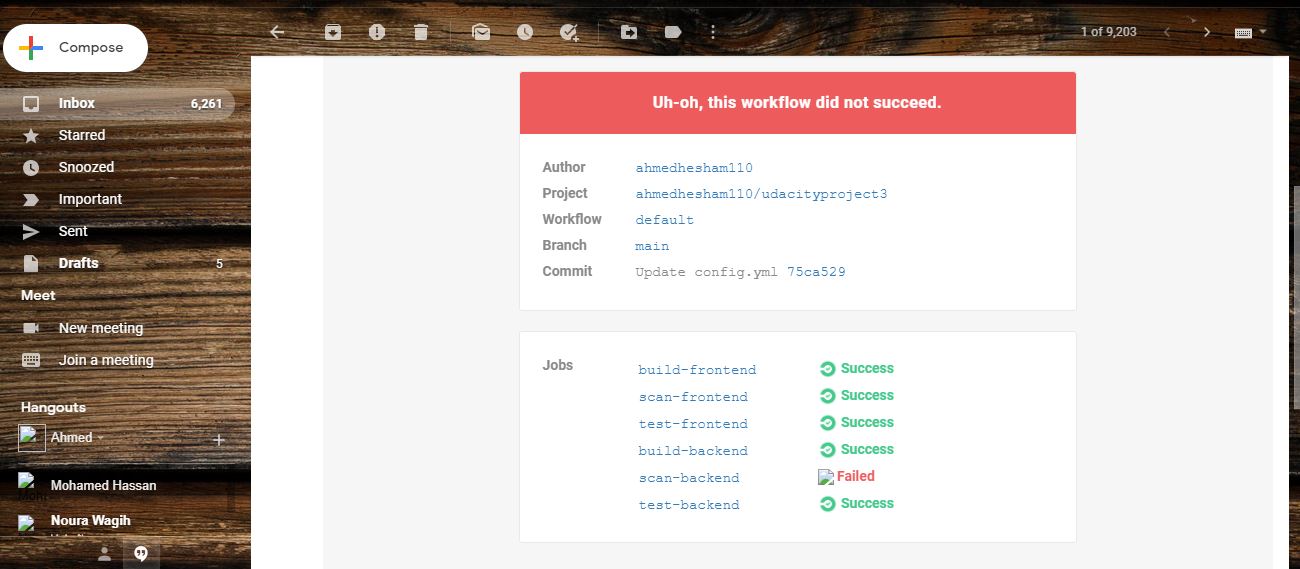 Compose
1 of 9,203
Inbox 6,261
Starred
Snoozed
Important
Sent
Drafts 5
Meet
New meeting
Join a meeting
Hangouts
Ahmed
Mohamed Hassan
Noura Wagih
Uh-oh, this workflow did not succeed.
Author ahmedhesham110
Project ahmedhesham110/udacityproject3
Workflow default
Branch main
Commit Update config.yml 75ca529
Jobs
build-frontend Success
scan-frontend Success
test-frontend Success
build-backend Success
scan-backend Failed
test-backend Success